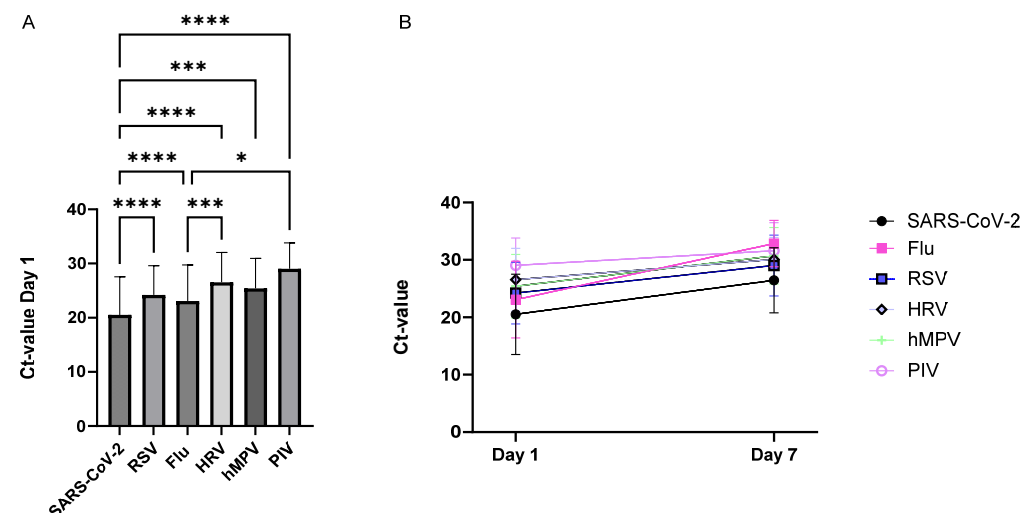 A
****
***
****
**** *
**** ***
Ct-value Day 1
40
30
20
10
0
SARS-CoV-2
RSV
Flu
HRV
hMPV
PIV
B
Ct-value
40
30
20
10
0
Day 1
Day 7
SARS-CoV-2
Flu
RSV
HRV
hMPV
PIV